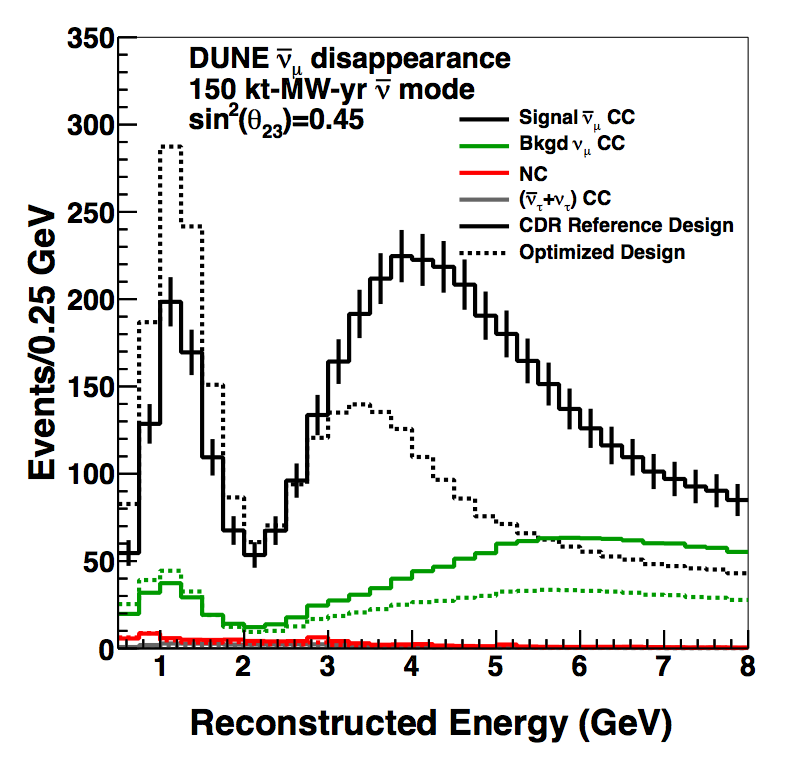 350
300
250
200
150
100
50
0
Events/0.25 GeV
DUNE ν̅μ disappearance
150 kt-MW-yr ν̅ mode
sin²(θ₂₃)=0.45
Signal ν̅μ CC
Bkgd νμ CC
NC
(ν̅τ+ντ) CC
CDR Reference Design
Optimized Design
1 2 3 4 5 6 7 8
Reconstructed Energy (GeV)